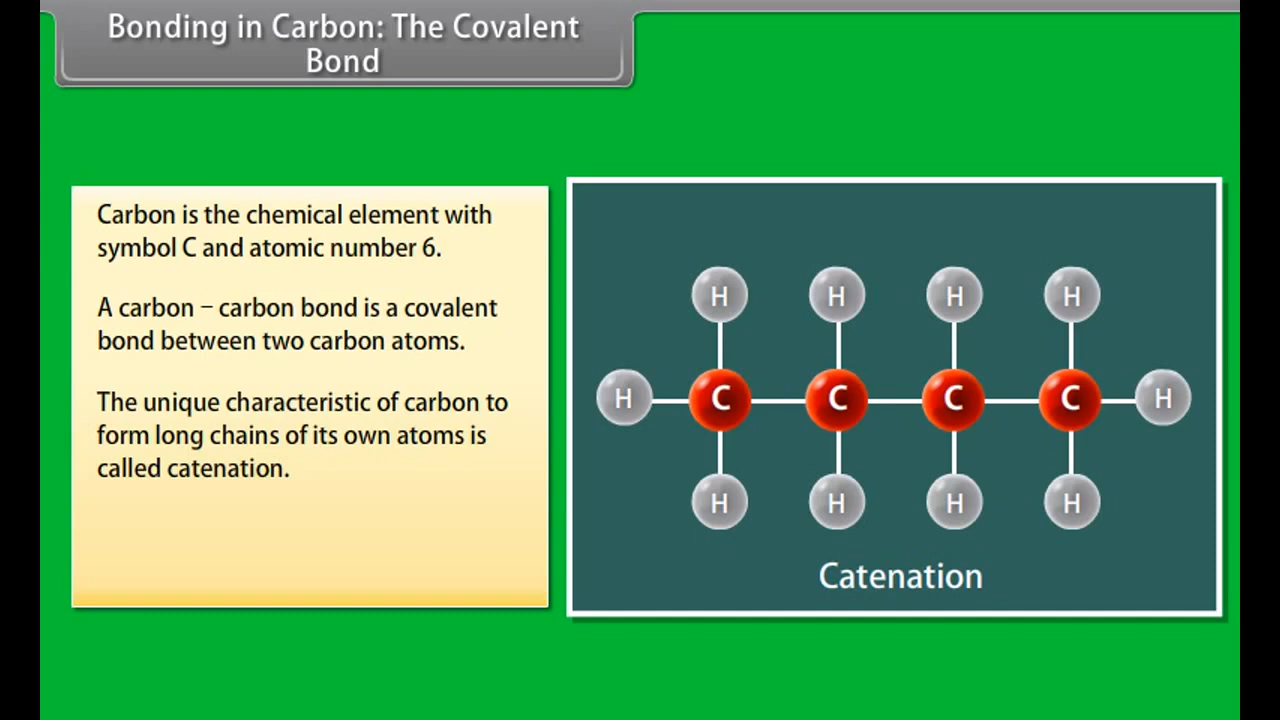 Bonding in Carbon: The Covalent
Bond
Carbon is the chemical element with
symbol C and atomic number 6.
A carbon – carbon bond is a covalent
bond between two carbon atoms.
The unique characteristic of carbon to
form long chains of its own atoms is
called catenation.
H H H H
H C C C C H
H H H H
Catenation